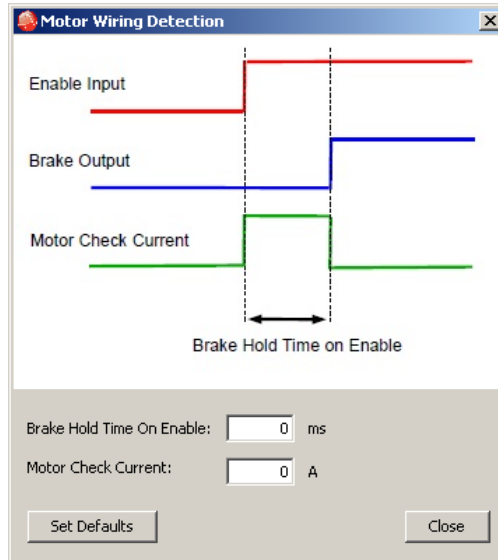 Motor Wiring Detection
Enable Input
Brake Output
Motor Check Current
Brake Hold Time on Enable
Brake Hold Time On Enable: 0 ms
Motor Check Current: 0 A
Set Defaults Close